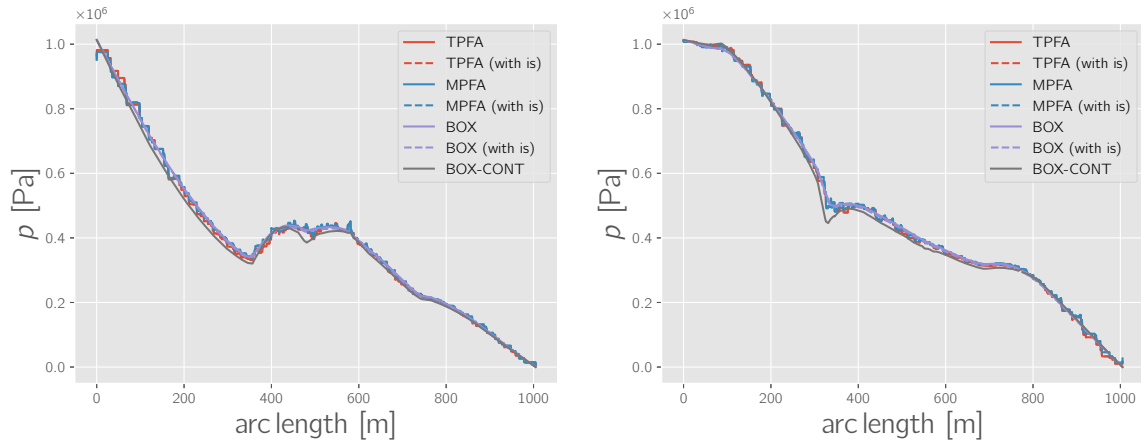 ×10⁶
1.0
0.8
0.6
0.4
0.2
0.0
p [Pa]
0 200 400 600 800 1000
arc length [m]
TPFA
TPFA (with is)
MPFA
MPFA (with is)
BOX
BOX (with is)
BOX-CONT
×10⁶
1.0
0.8
0.6
0.4
0.2
0.0
p [Pa]
0 200 400 600 800 1000
arc length [m]
TPFA
TPFA (with is)
MPFA
MPFA (with is)
BOX
BOX (with is)
BOX-CONT